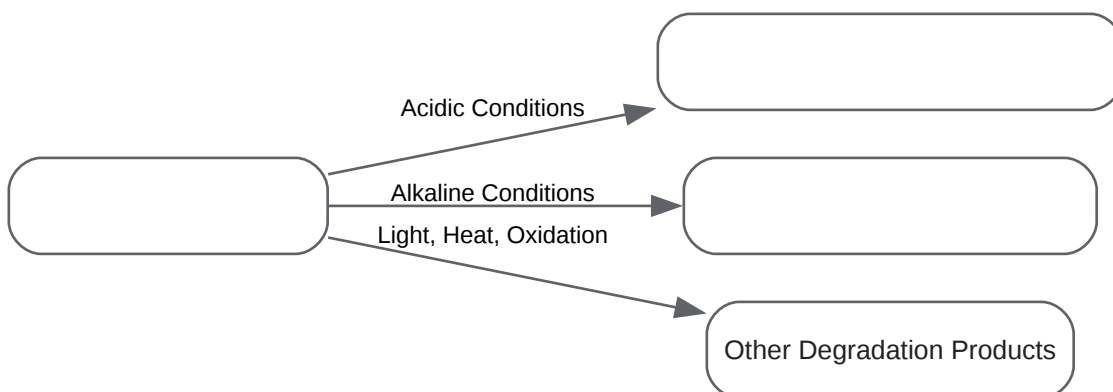 Acidic Conditions
Alkaline Conditions
Light, Heat, Oxidation
Other Degradation Products